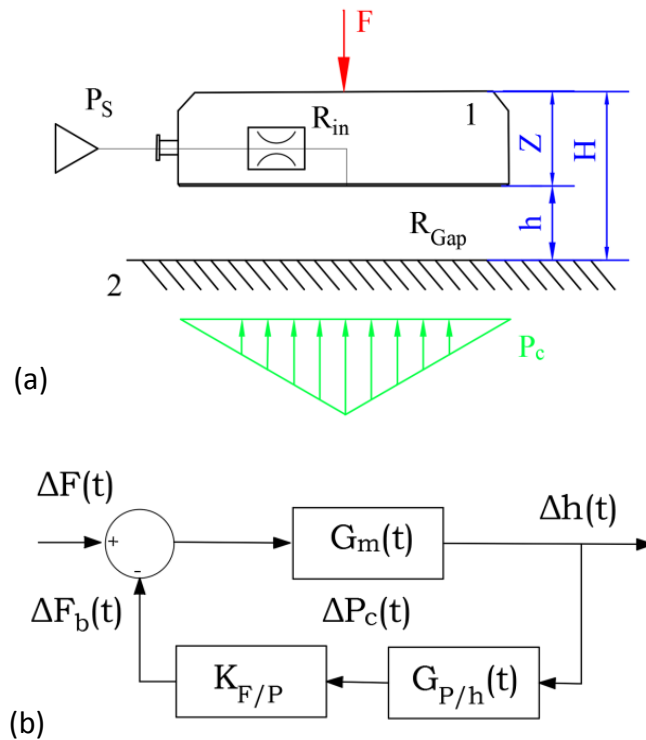 F
P_S
1
R_in
Z
H
R_Gap
h
2
P_c
(a)
ΔF(t)
Δh(t)
+
G_m(t)
-
ΔF_b(t)
ΔP_c(t)
K_F/P
G_P/h(t)
(b)